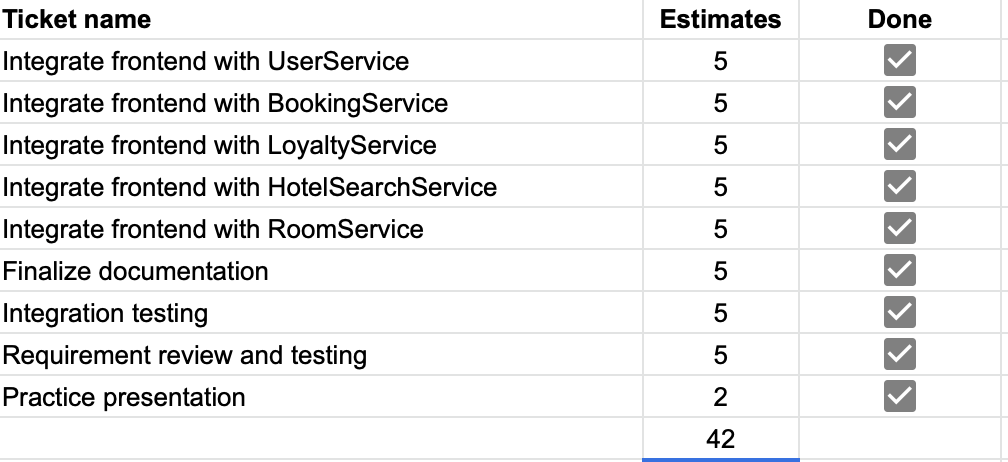 Ticket name Estimates Done
Integrate frontend with UserService 5
Integrate frontend with BookingService 5
Integrate frontend with LoyaltyService 5
Integrate frontend with HotelSearchService 5
Integrate frontend with RoomService 5
Finalize documentation 5
Integration testing 5
Requirement review and testing 5
Practice presentation 2
42